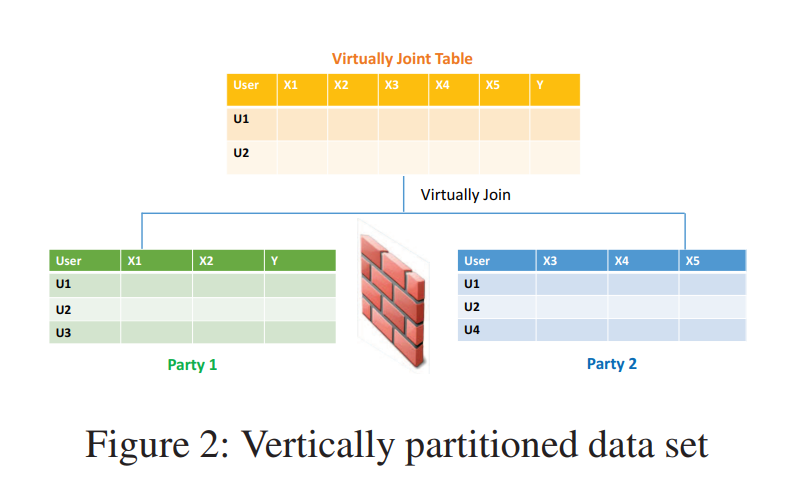 Virtually Joint Table
User X1 X2 X3 X4 X5 Y
U1
U2
Virtually Join
User X1 X2 Y
U1
U2
U3
Party 1
User X3 X4 X5
U1
U2
U4
Party 2
Figure 2: Vertically partitioned data set